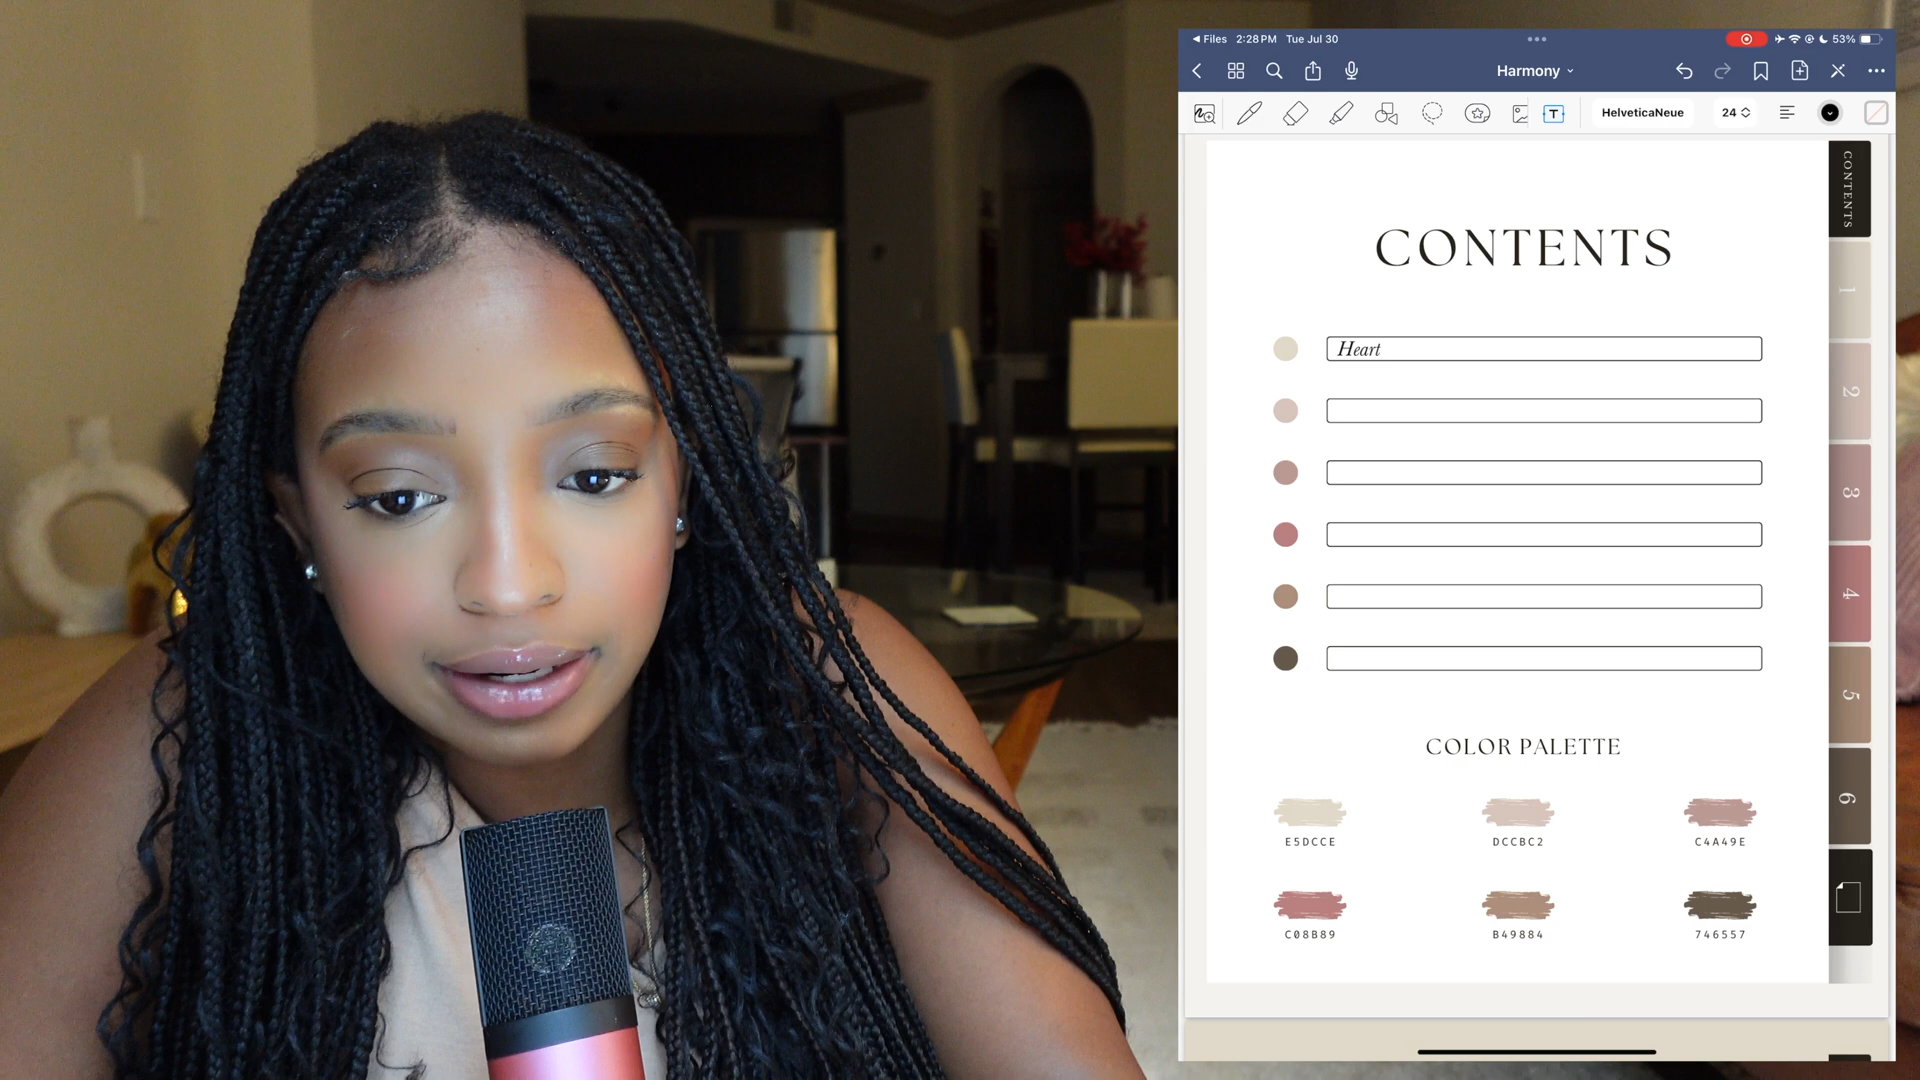 Files 2:28 PM Tue Jul 30 53%
Harmony
HelveticaNeue 24
CONTENTS
CONTENTS
Heart
1
2
3
4
5
6
COLOR PALETTE
E5DCCE DCCBC2 C4A49E
C08B89 B49884 746557